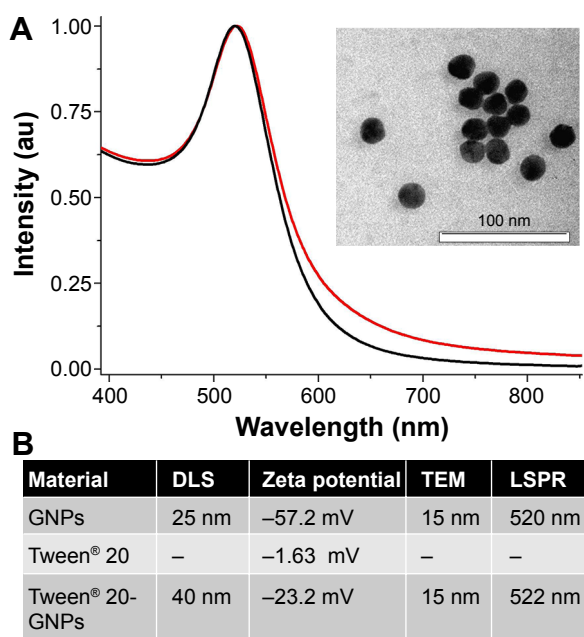 A
Intensity (au)
1.00
0.75
0.50
0.25
0.00
100 nm
400 500 600 700 800
Wavelength (nm)
B
Material DLS Zeta potential TEM LSPR
GNPs 25 nm –57.2 mV 15 nm 520 nm
Tween® 20 – –1.63 mV – –
Tween® 20-
GNPs 40 nm –23.2 mV 15 nm 522 nm